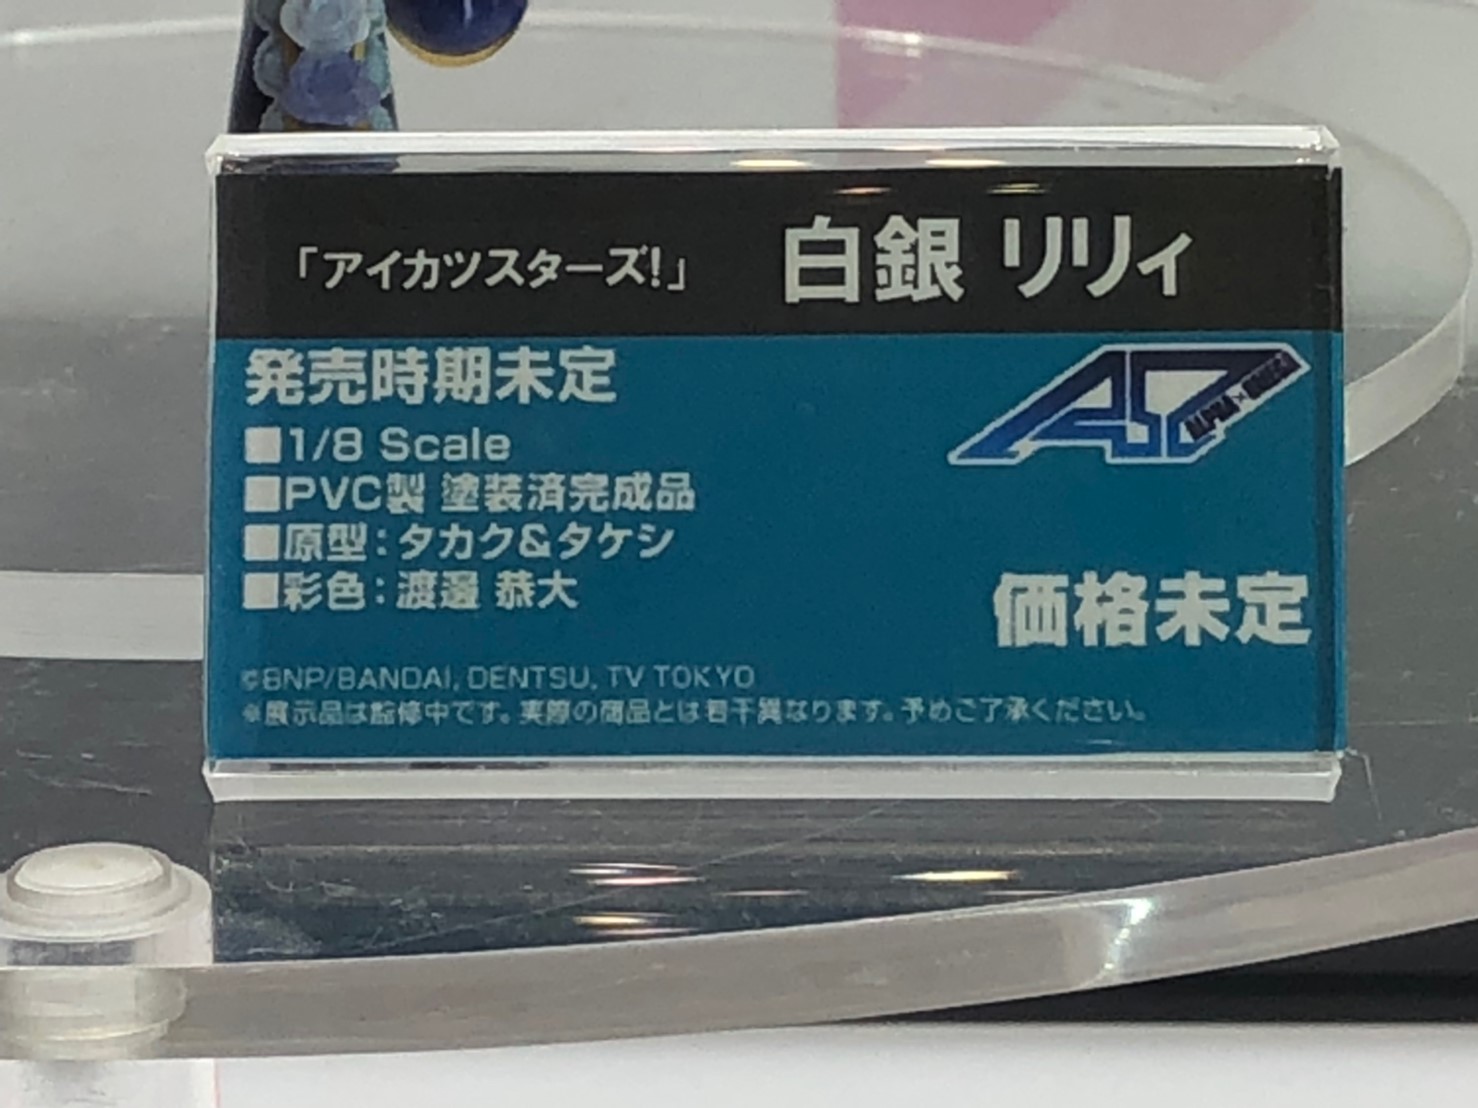 「アイカツスターズ!」 白銀 リリィ
発売時期未定
ALPHA×OMEGA
■1/8 Scale
■PVC製 塗装済完成品
■原型：タカク&タケシ
■彩色：渡邊 恭大
価格未定
©BNP/BANDAI, DENTSU, TV TOKYO
※展示品は監修中です。実際の商品とは若干異なります。予めご了承ください。